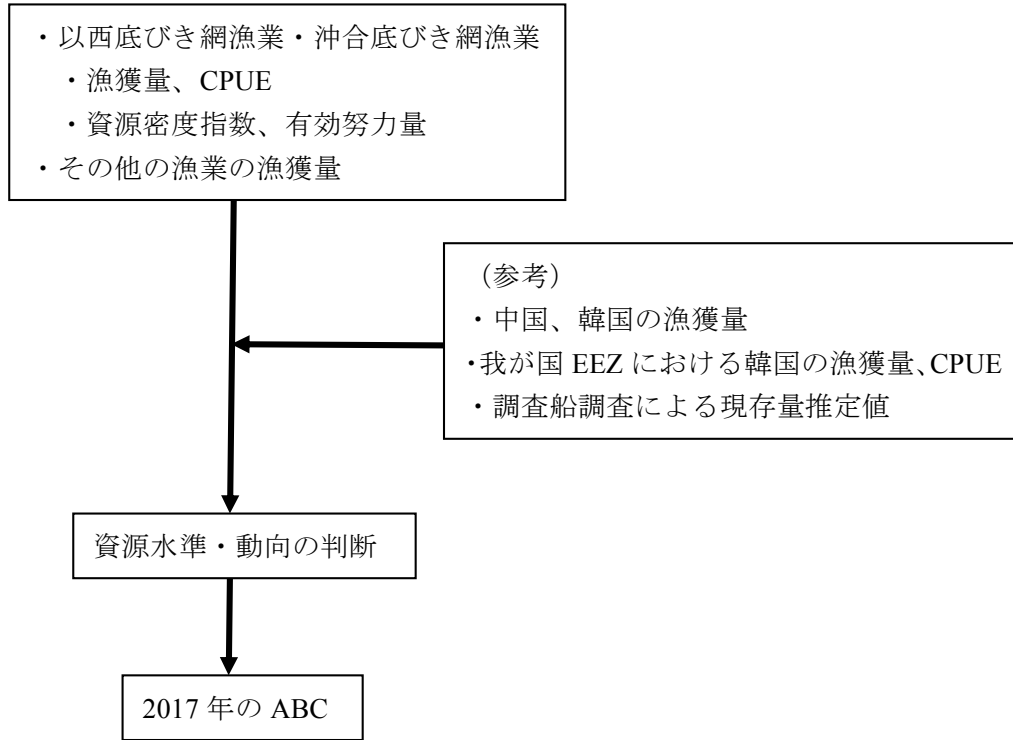 ・以西底びき網漁業・沖合底びき網漁業
・漁獲量、CPUE
・資源密度指数、有効努力量
・その他の漁業の漁獲量
（参考）
・中国、韓国の漁獲量
・我が国 EEZ における韓国の漁獲量、CPUE
・調査船調査による現存量推定値
資源水準・動向の判断
2017 年の ABC